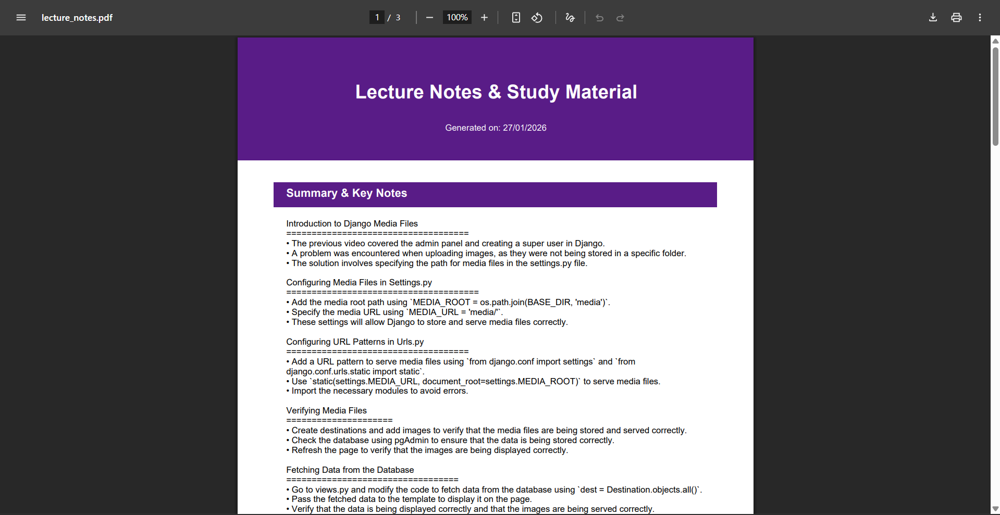 lecture_notes.pdf
1 / 3
100%
Lecture Notes & Study Material
Generated on: 27/01/2026
Summary & Key Notes
Introduction to Django Media Files
====================================
• The previous video covered the admin panel and creating a super user in Django.
• A problem was encountered when uploading images, as they were not being stored in a specific folder.
• The solution involves specifying the path for media files in the settings.py file.
Configuring Media Files in Settings.py
======================================
• Add the media root path using `MEDIA_ROOT = os.path.join(BASE_DIR, 'media')`.
• Specify the media URL using `MEDIA_URL = 'media/'`.
• These settings will allow Django to store and serve media files correctly.
Configuring URL Patterns in Urls.py
====================================
• Add a URL pattern to serve media files using `from django.conf import settings` and `from
django.conf.urls.static import static`.
• Use `static(settings.MEDIA_URL, document_root=settings.MEDIA_ROOT)` to serve media files.
• Import the necessary modules to avoid errors.
Verifying Media Files
=====================
• Create destinations and add images to verify that the media files are being stored and served correctly.
• Check the database using pgAdmin to ensure that the data is being stored correctly.
• Refresh the page to verify that the images are being displayed correctly.
Fetching Data from the Database
==================================
• Go to views.py and modify the code to fetch data from the database using `dest = Destination.objects.all()`.
• Pass the fetched data to the template to display it on the page.
• Verify that the data is being displayed correctly and that the images are being served correctly.